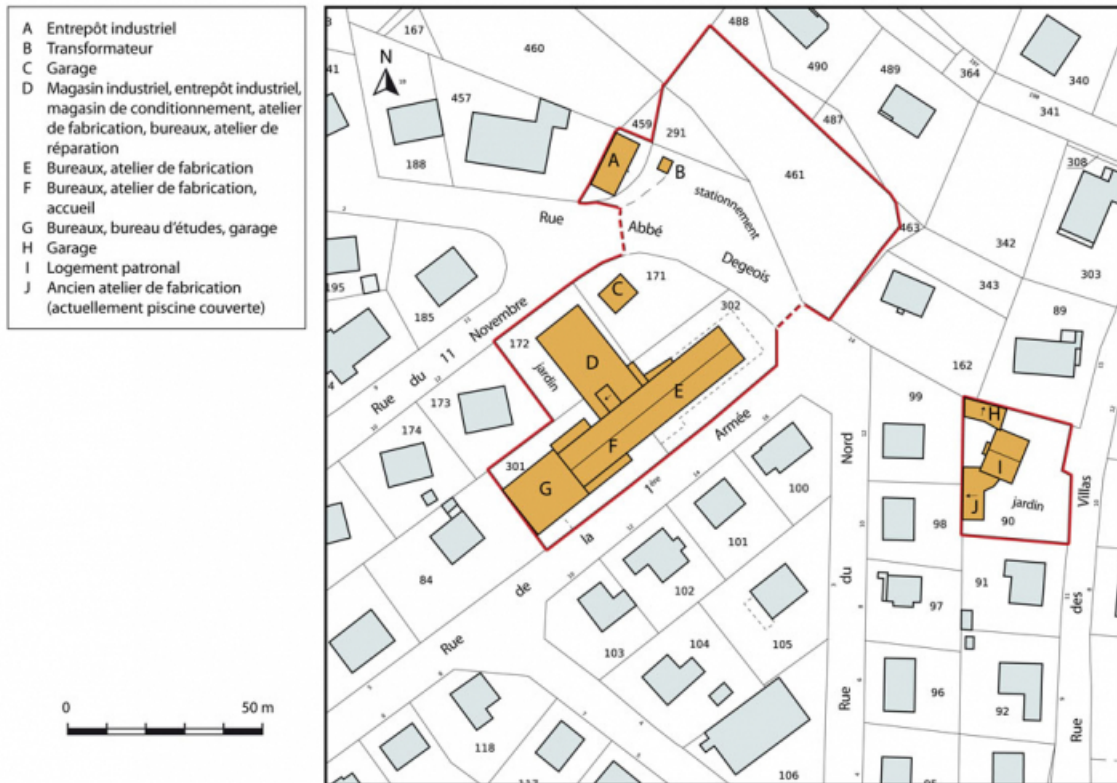 A Entrepôt industriel
B Transformateur
C Garage
D Magasin industriel, entrepôt industriel,
magasin de conditionnement, atelier
de fabrication, bureaux, atelier de
réparation
E Bureaux, atelier de fabrication
F Bureaux, atelier de fabrication,
accueil
G Bureaux, bureau d'études, garage
H Garage
I Logement patronal
J Ancien atelier de fabrication
(actuellement piscine couverte)
0 50 m
N
167
460
488
490
489
364
340
341
457
459
291
487
188
A
B
461
308
stationnement
Rue Abbé Degeois
463
342
303
195
185
171
C
302
343
89
Rue du 11 Novembre
172
jardin
D
E
162
173
174
F
99
H
301
G
Rue de la 1ère Armée
100
I
J
jardin
90
98
84
101
102
91
97
103
104
105
96
92
118
106
Rue du Nord
Rue des Villas